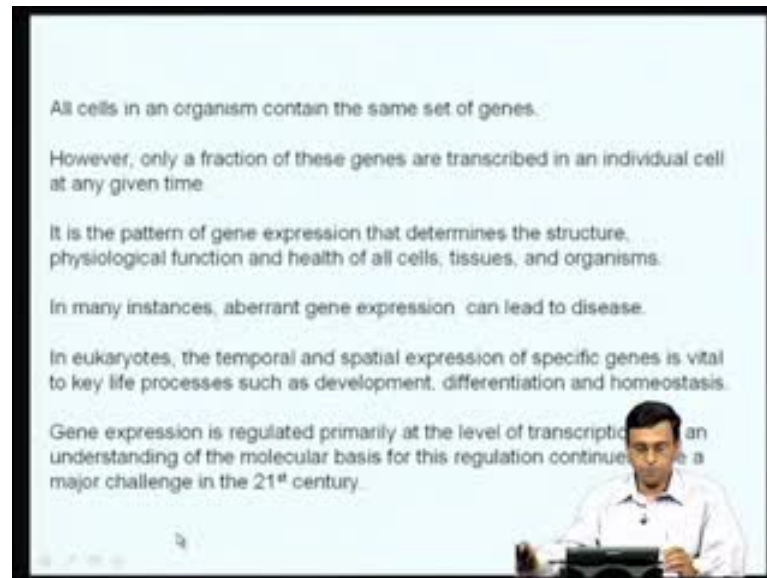 All cells in an organism contain the same set of genes.
However, only a fraction of these genes are transcribed in an individual cell
at any given time
It is the pattern of gene expression that determines the structure,
physiological function and health of all cells, tissues, and organisms.
In many instances, aberrant gene expression can lead to disease.
In eukaryotes, the temporal and spatial expression of specific genes is vital
to key life processes such as development, differentiation and homeostasis.
Gene expression is regulated primarily at the level of transcriptio an
understanding of the molecular basis for this regulation continue e a
major challenge in the 21st century.